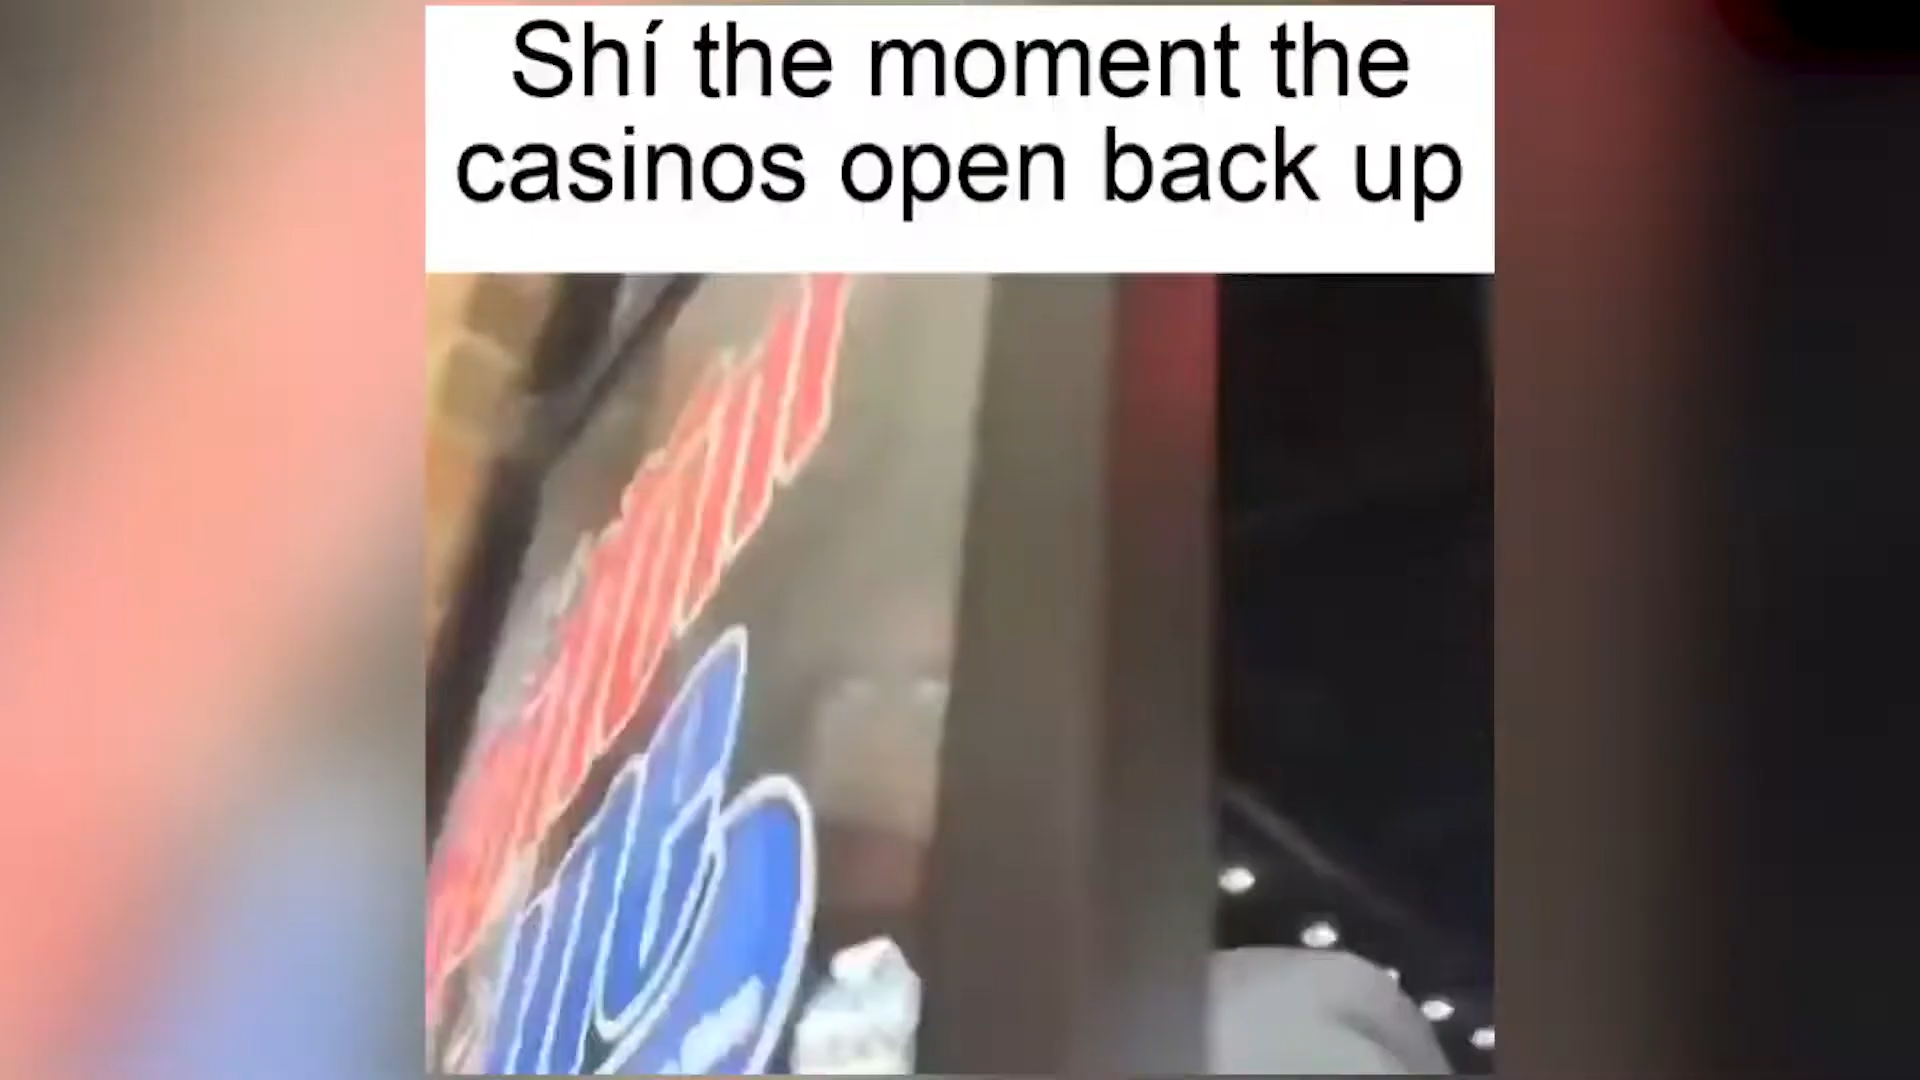 Shí the moment the
casinos open back up